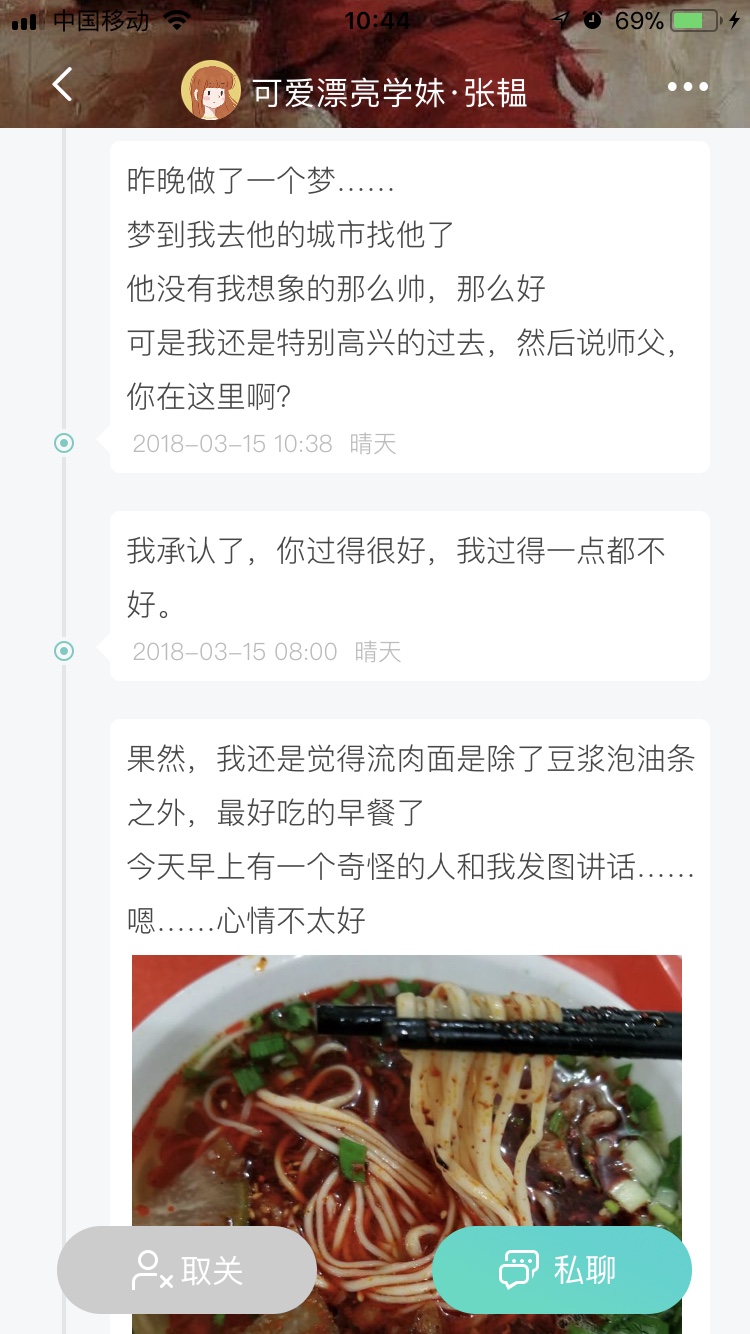 中国移动 10:44 69%
可爱漂亮学妹·张韫
昨晚做了一个梦……
梦到我去他的城市找他了
他没有我想象的那么帅，那么好
可是我还是特别高兴的过去，然后说师父，
你在这里啊？
2018-03-15 10:38 晴天
我承认了，你过得很好，我过得一点都不
好。
2018-03-15 08:00 晴天
果然，我还是觉得流肉面是除了豆浆泡油条
之外，最好吃的早餐了
今天早上有一个奇怪的人和我发图讲话……
嗯……心情不太好
取关 私聊